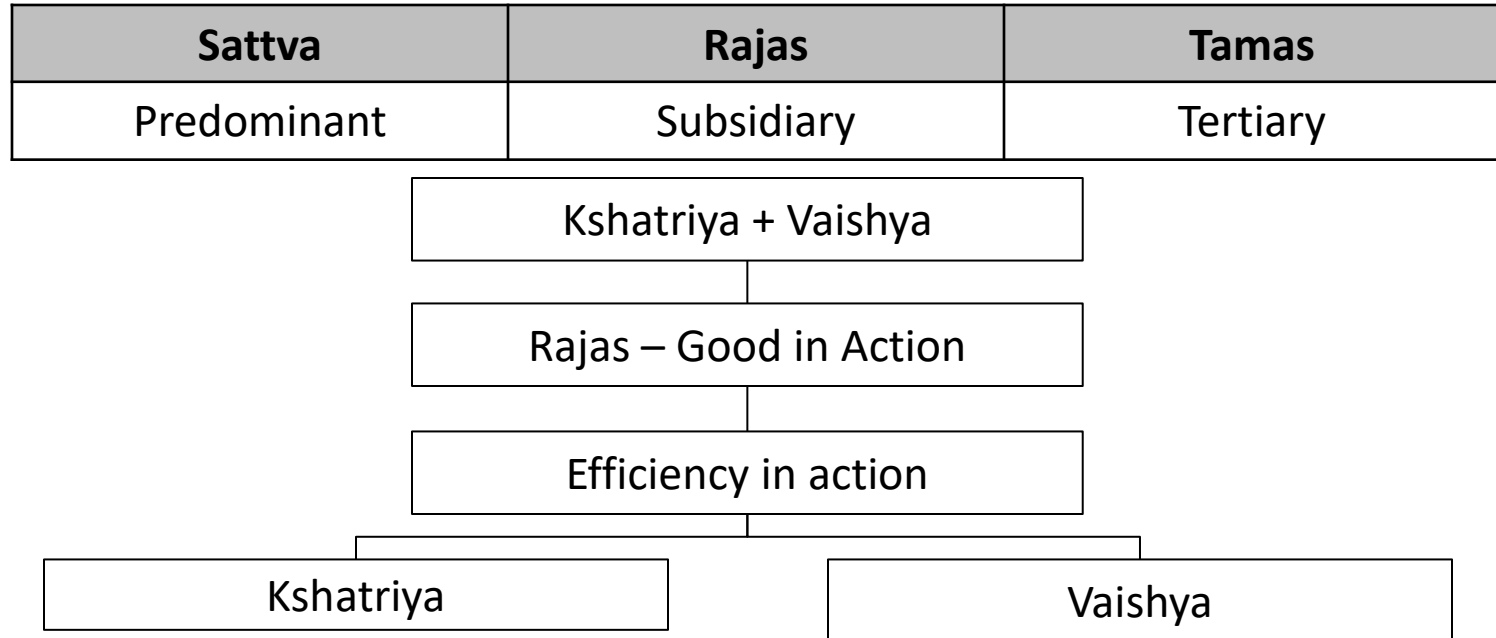 Sattva Rajas Tamas
Predominant Subsidiary Tertiary
Kshatriya + Vaishya
Rajas – Good in Action
Efficiency in action
Kshatriya Vaishya